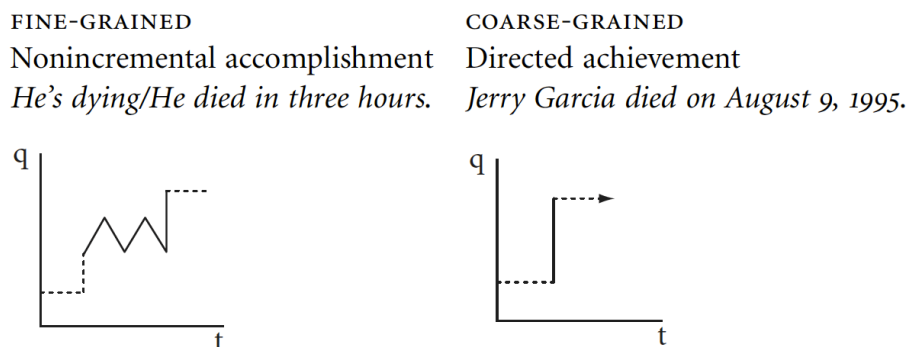 FINE-GRAINED
Nonincremental accomplishment
He's dying/He died in three hours.
q
t
COARSE-GRAINED
Directed achievement
Jerry Garcia died on August 9, 1995.
q
t